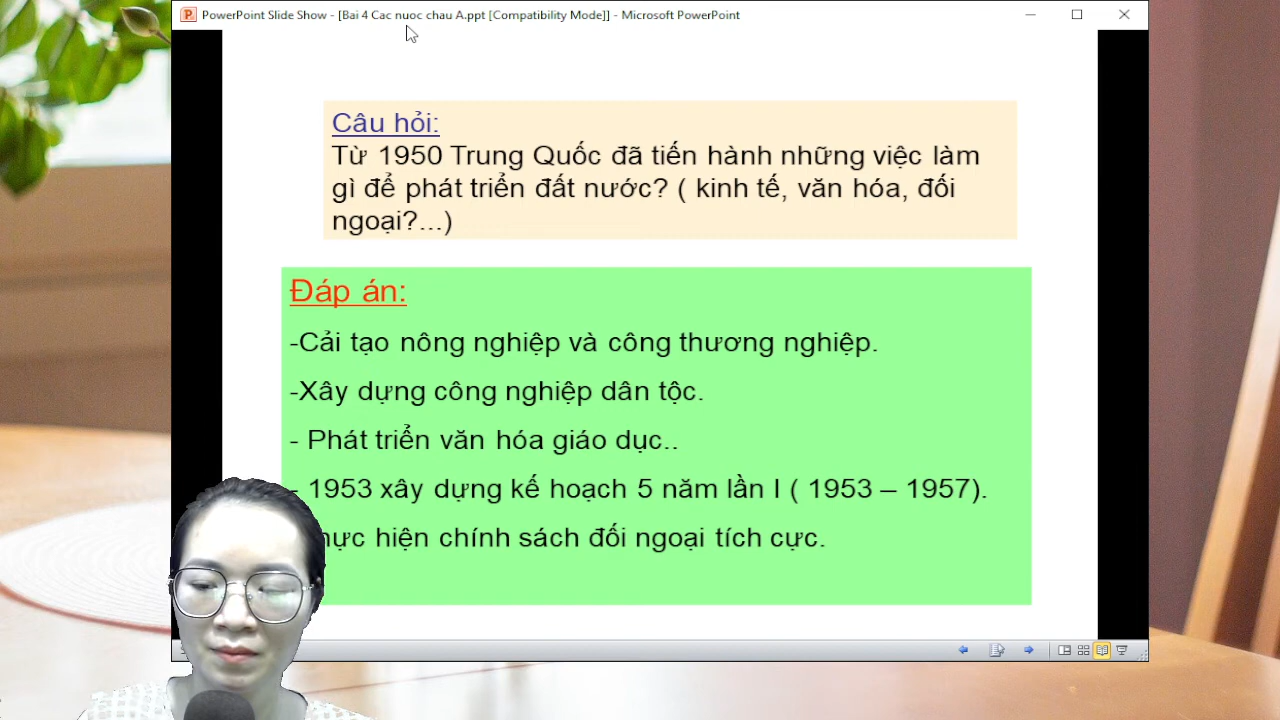 PowerPoint Slide Show - [Bai 4 Cac nuoc chau A.ppt [Compatibility Mode]] - Microsoft PowerPoint
Câu hỏi:
Từ 1950 Trung Quốc đã tiến hành những việc làm
gì để phát triển đất nước? ( kinh tế, văn hóa, đối
ngoại?...)
Đáp án:
-Cải tạo nông nghiệp và công thương nghiệp.
-Xây dựng công nghiệp dân tộc.
- Phát triển văn hóa giáo dục..
- 1953 xây dựng kế hoạch 5 năm lần I ( 1953 – 1957).
hiện chính sách đối ngoại tích cực.